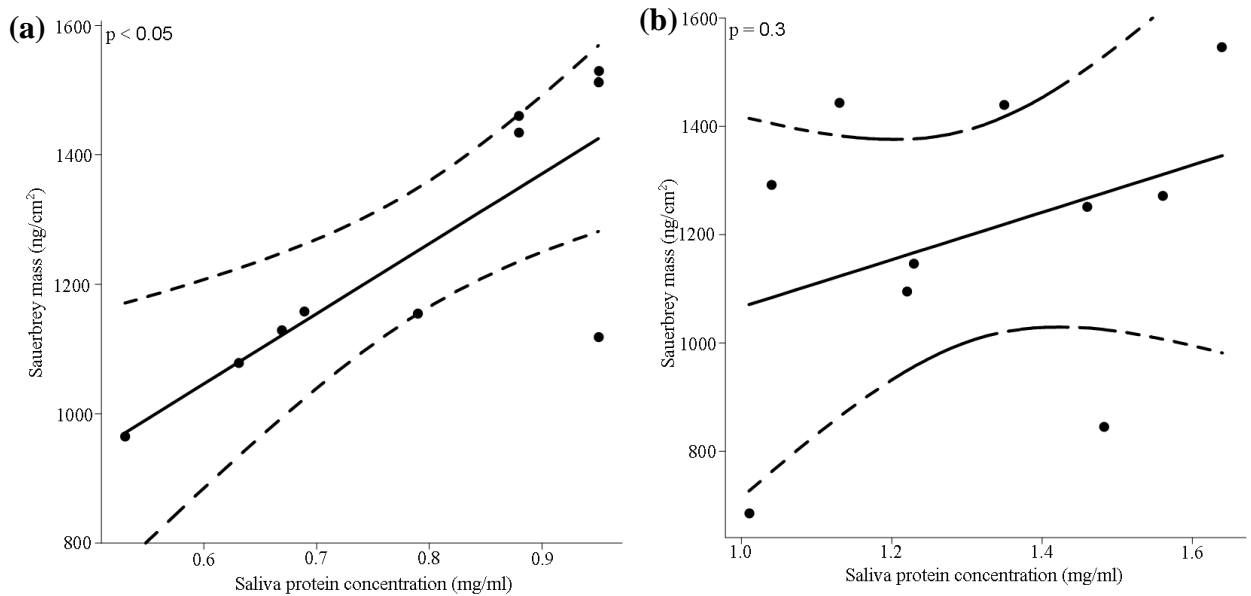 (a)
p < 0.05
1600
1400
1200
1000
800
Sauerbrey mass (ng/cm²)
0.6 0.7 0.8 0.9
Saliva protein concentration (mg/ml)
(b)
p = 0.3
1600
1400
1200
1000
800
Sauerbrey mass (ng/cm²)
1.0 1.2 1.4 1.6
Saliva protein concentration (mg/ml)